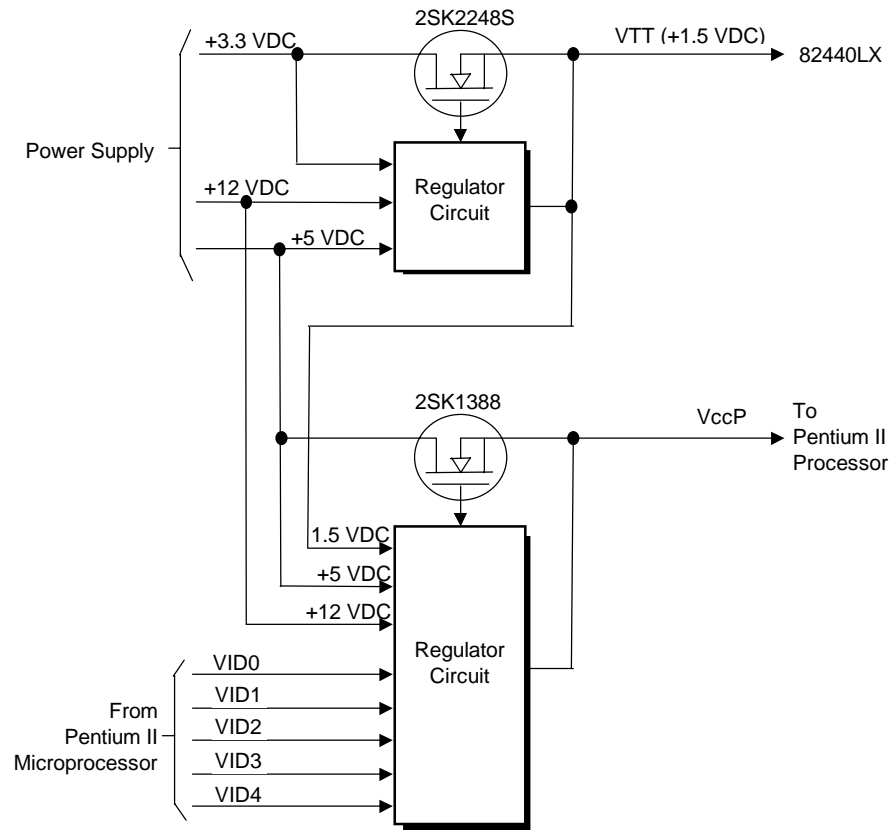 2SK2248S
+3.3 VDC
VTT (+1.5 VDC)
82440LX
Power Supply
+12 VDC
Regulator
Circuit
+5 VDC
2SK1388
VccP
To
Pentium II
Processor
1.5 VDC
+5 VDC
+12 VDC
Regulator
Circuit
VID0
VID1
VID2
VID3
VID4
From
Pentium II
Microprocessor